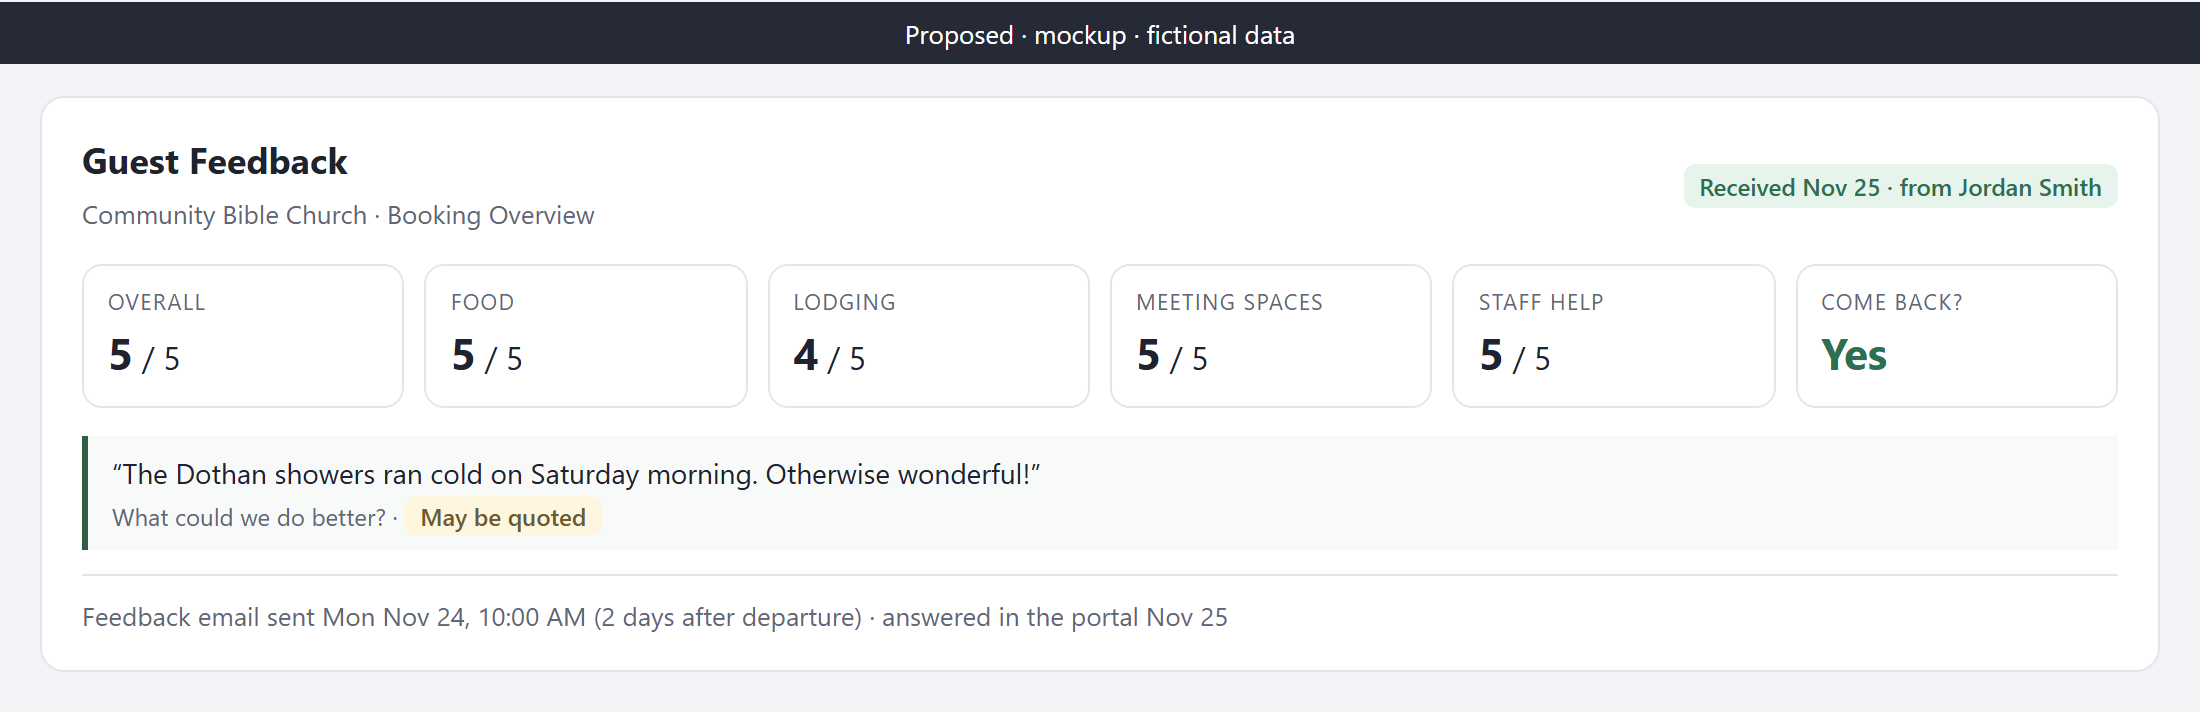 Proposed · mockup · fictional data
Guest Feedback
Community Bible Church · Booking Overview
Received Nov 25 · from Jordan Smith
OVERALL
5 / 5
FOOD
5 / 5
LODGING
4 / 5
MEETING SPACES
5 / 5
STAFF HELP
5 / 5
COME BACK?
Yes
“The Dothan showers ran cold on Saturday morning. Otherwise wonderful!”
What could we do better? · May be quoted
Feedback email sent Mon Nov 24, 10:00 AM (2 days after departure) · answered in the portal Nov 25